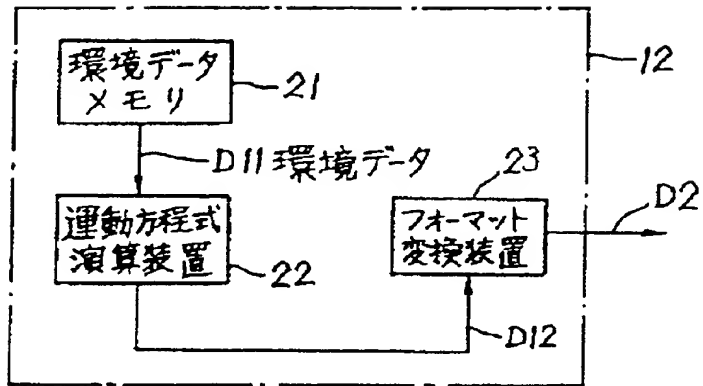 環境データ
メモリ
21
12
D11 環境データ
運動方程式
演算装置
22
23
フォーマット
変換装置
D2
D12